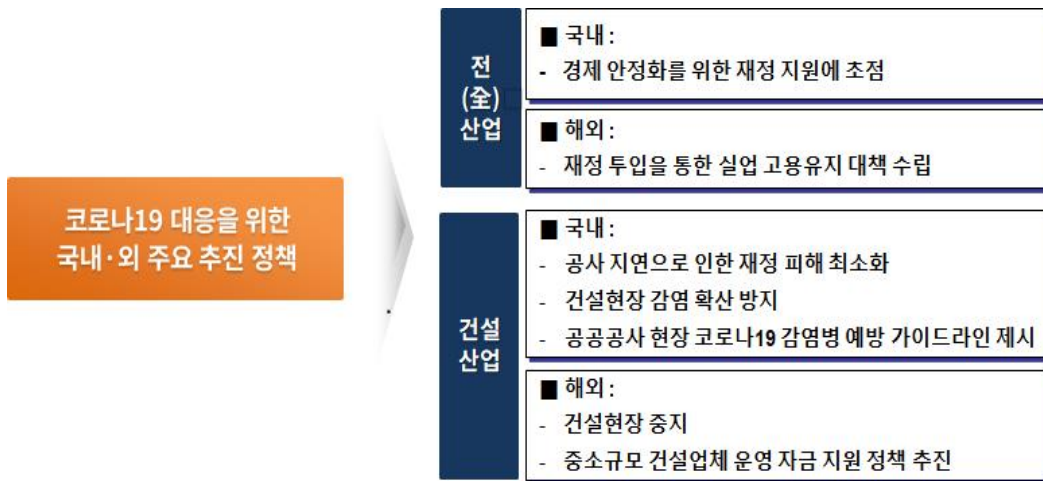 코로나19 대응을 위한
국내·외 주요 추진 정책
전
(全)
산업
■ 국내 :
- 경제 안정화를 위한 재정 지원에 초점
■ 해외 :
- 재정 투입을 통한 실업 고용유지 대책 수립
건설
산업
■ 국내 :
- 공사 지연으로 인한 재정 피해 최소화
- 건설현장 감염 확산 방지
- 공공공사 현장 코로나19 감염병 예방 가이드라인 제시
■ 해외 :
- 건설현장 중지
- 중소규모 건설업체 운영 자금 지원 정책 추진